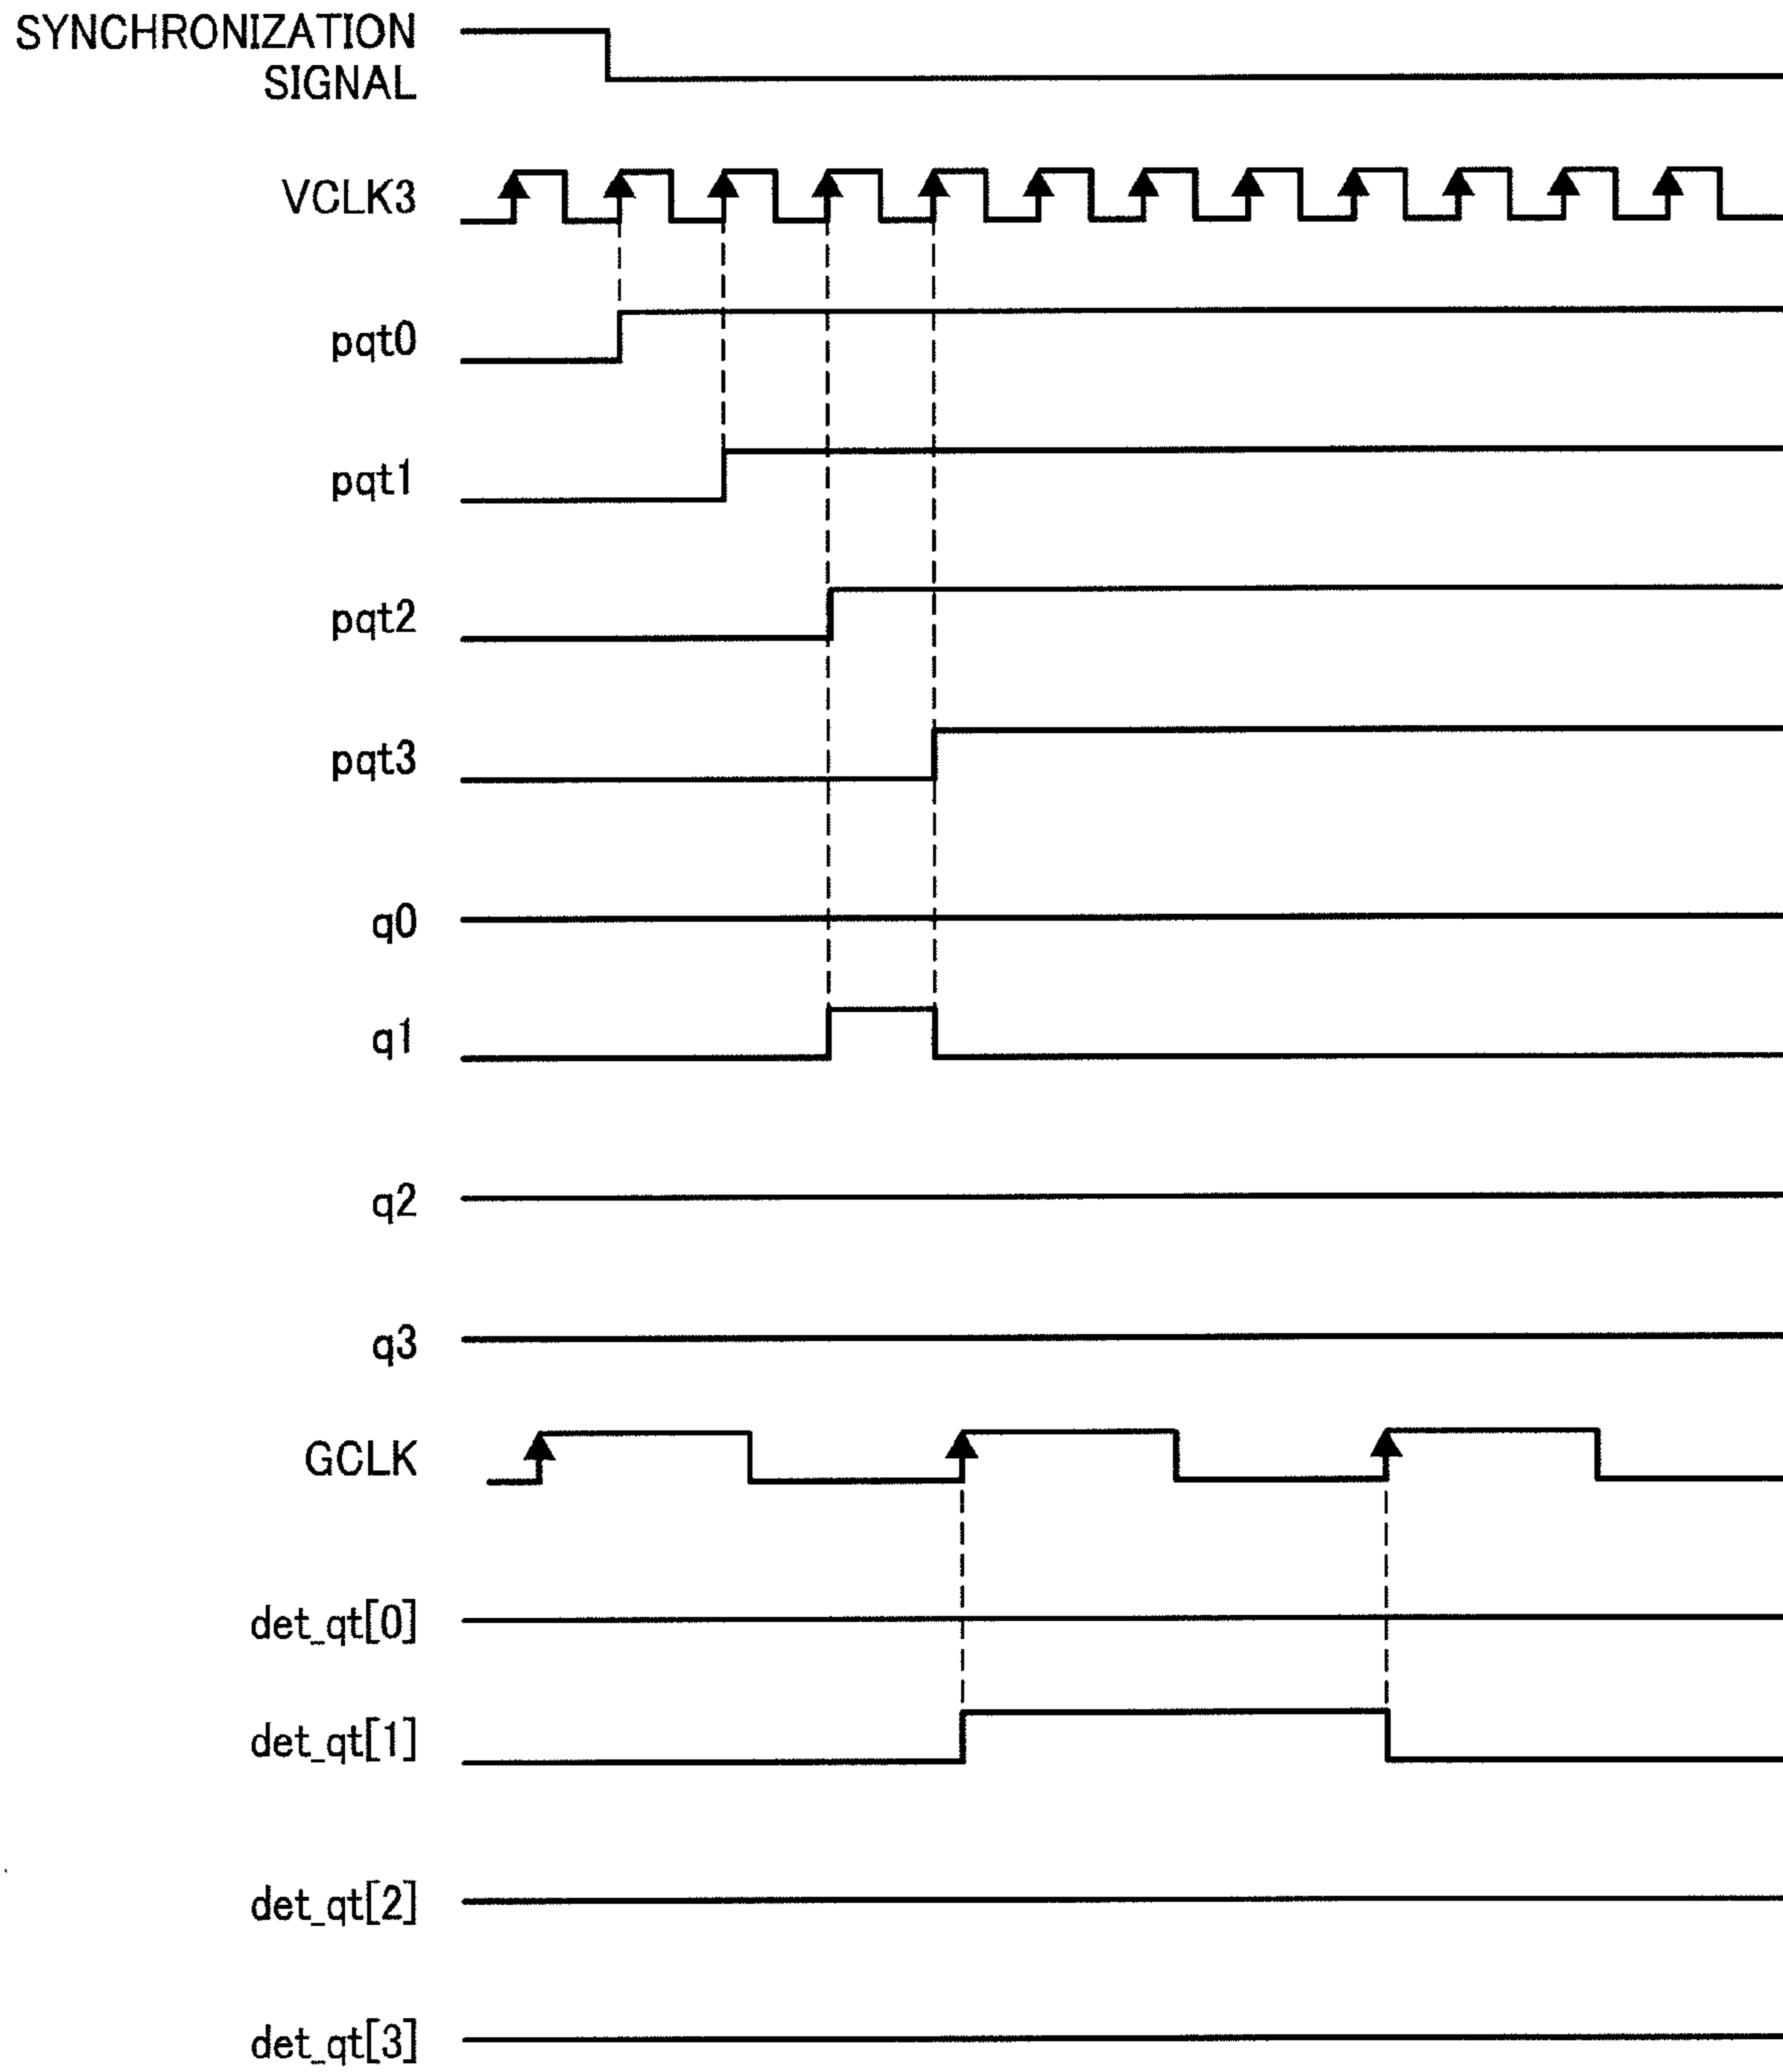 SYNCHRONIZATION
SIGNAL
VCLK3
pqt0
pqt1
pqt2
pqt3
q0
q1
q2
q3
GCLK
det_qt[0]
det_qt[1]
det_qt[2]
det_qt[3]